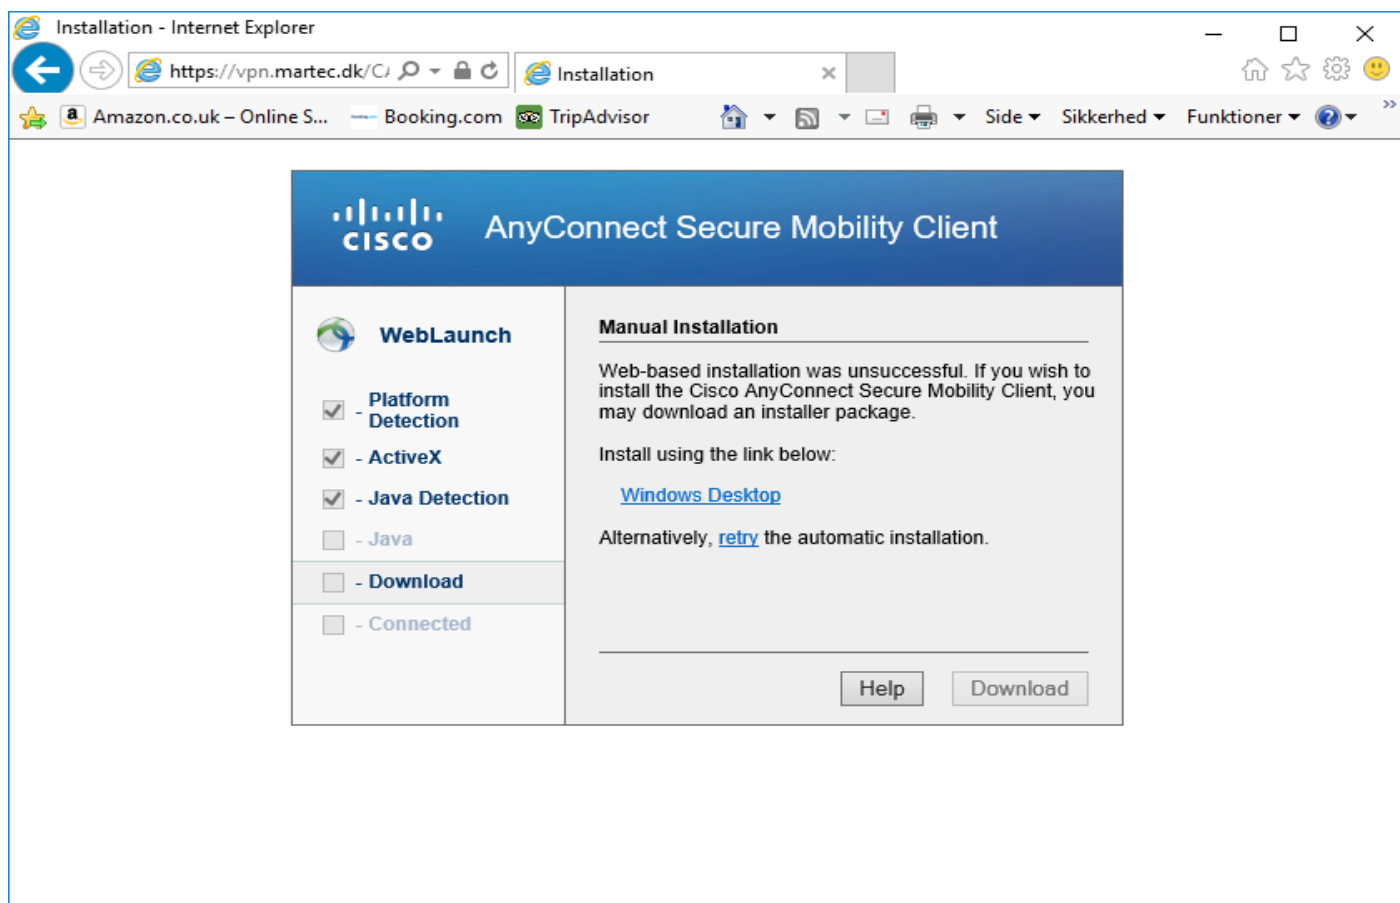 Installation - Internet Explorer
https://vpn.martec.dk/C/
Installation
Amazon.co.uk – Online S...
Booking.com
TripAdvisor
Side
Sikkerhed
Funktioner
CISCO
AnyConnect Secure Mobility Client
WebLaunch
- Platform
Detection
- ActiveX
- Java Detection
- Java
- Download
- Connected
Manual Installation
Web-based installation was unsuccessful. If you wish to
install the Cisco AnyConnect Secure Mobility Client, you
may download an installer package.
Install using the link below:
Windows Desktop
Alternatively, retry the automatic installation.
Help
Download